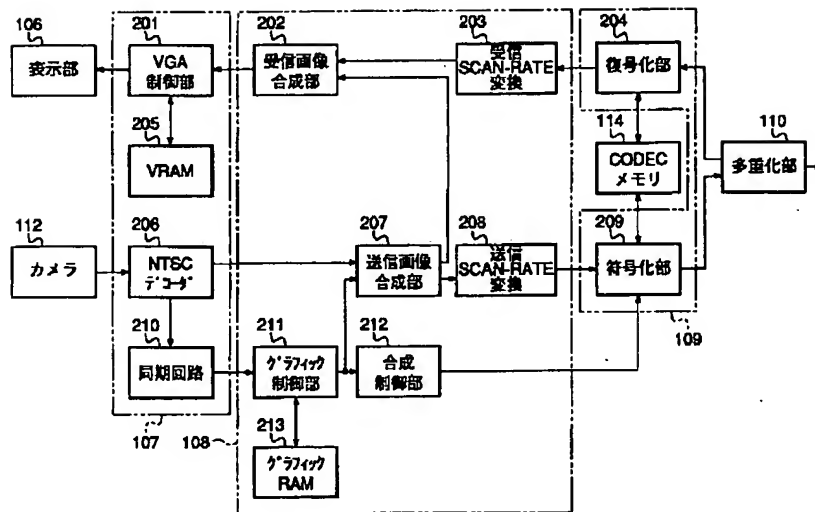 106
表示部
201
VGA
制御部
202
受信画像
合成部
203
受信
SCAN-RATE
変換
204
復号化部
205
VRAM
114
CODEC
メモリ
110
多重化部
112
カメラ
206
NTSC
デコーダ
207
送信画像
合成部
208
送信
SCAN-RATE
変換
209
符号化部
210
同期回路
211
グラフィック
制御部
212
合成
制御部
109
107
108
213
グラフィック
RAM